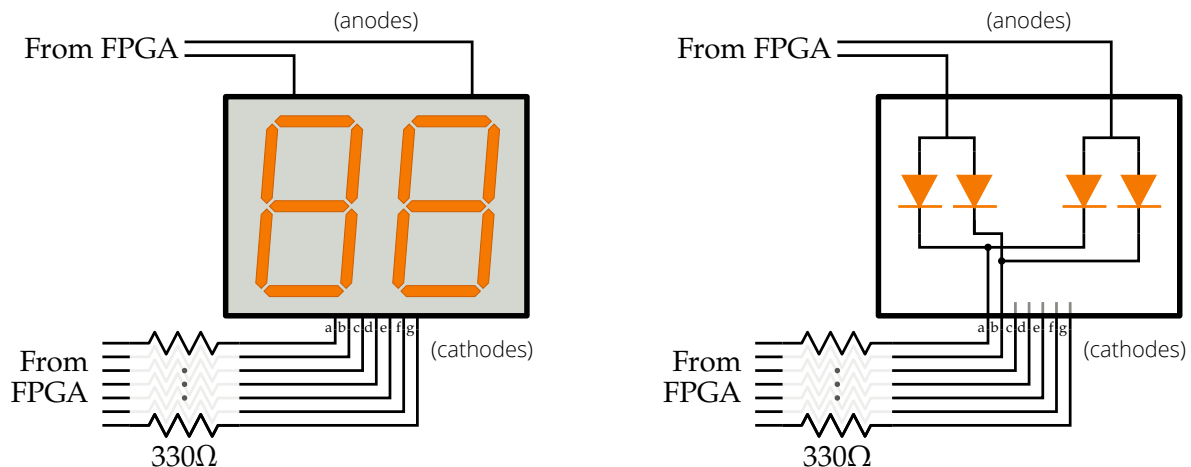 (anodes)
From FPGA
a b c d e f g
(cathodes)
From
FPGA
330Ω
(anodes)
From FPGA
a b c d e f g
(cathodes)
From
FPGA
330Ω